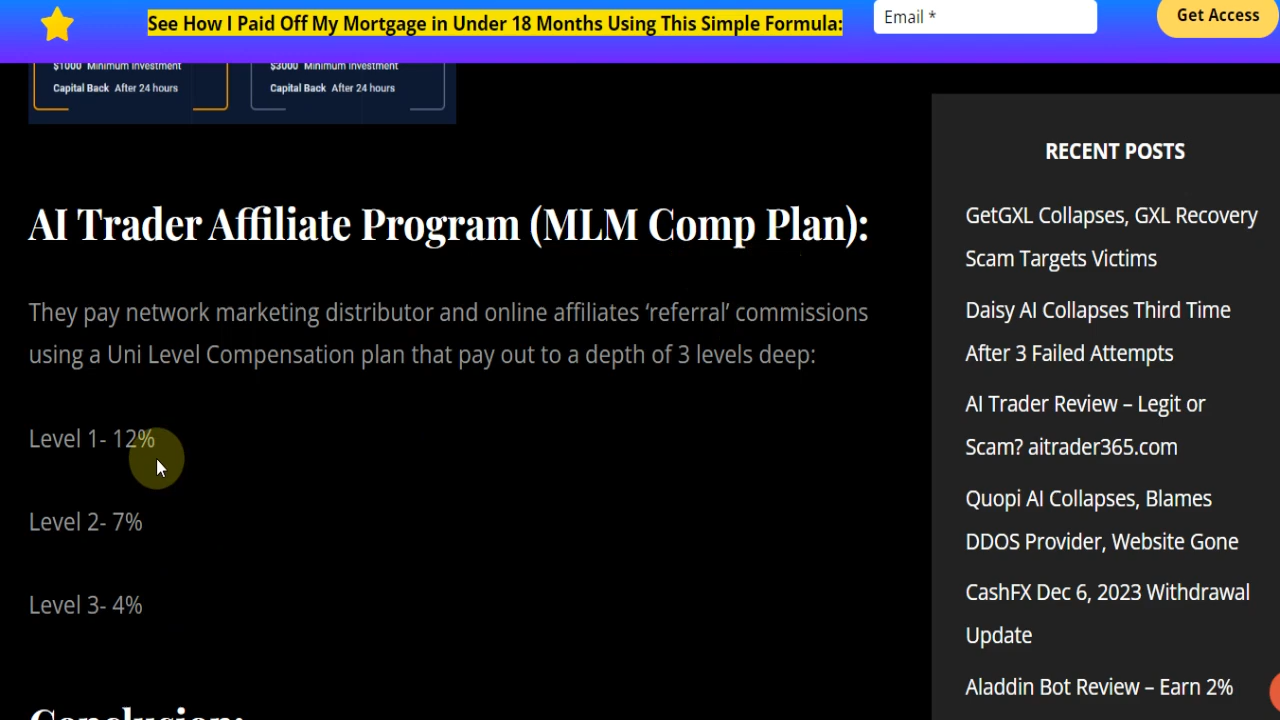 See How I Paid Off My Mortgage in Under 18 Months Using This Simple Formula:
Email *
Get Access
$1000 Minimum Investment
$3000 Minimum Investment
Capital Back After 24 hours
Capital Back After 24 hours
AI Trader Affiliate Program (MLM Comp Plan):
They pay network marketing distributor and online affiliates ‘referral’ commissions
using a Uni Level Compensation plan that pay out to a depth of 3 levels deep:
Level 1- 12%
Level 2- 7%
Level 3- 4%
Conclusion:
RECENT POSTS
GetGXL Collapses, GXL Recovery
Scam Targets Victims
Daisy AI Collapses Third Time
After 3 Failed Attempts
AI Trader Review – Legit or
Scam? aitrader365.com
Quopi AI Collapses, Blames
DDOS Provider, Website Gone
CashFX Dec 6, 2023 Withdrawal
Update
Aladdin Bot Review – Earn 2%